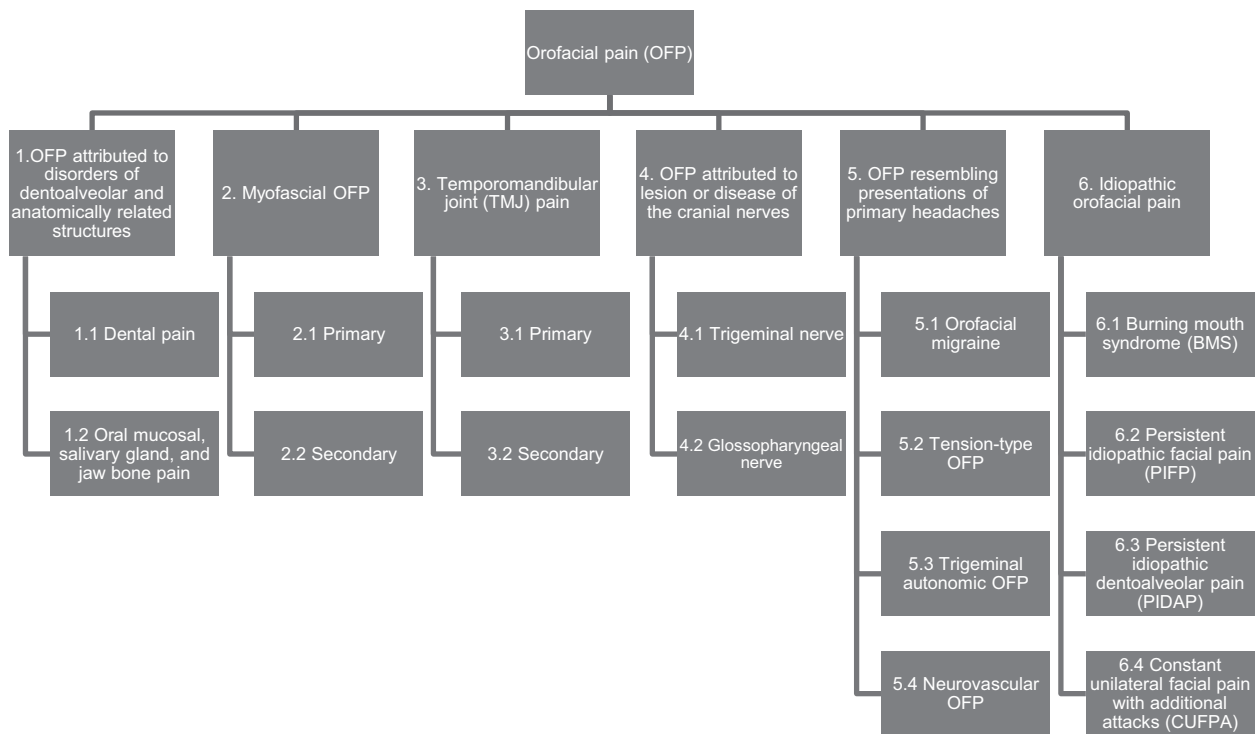 Orofacial pain (OFP)
1.OFP attributed to
disorders of
dentoalveolar and
anatomically related
structures
1.1 Dental pain
1.2 Oral mucosal,
salivary gland, and
jaw bone pain
2. Myofascial OFP
2.1 Primary
2.2 Secondary
3. Temporomandibular
joint (TMJ) pain
3.1 Primary
3.2 Secondary
4. OFP attributed to
lesion or disease of
the cranial nerves
4.1 Trigeminal nerve
4.2 Glossopharyngeal
nerve
5. OFP resembling
presentations of
primary headaches
5.1 Orofacial
migraine
5.2 Tension-type
OFP
5.3 Trigeminal
autonomic OFP
5.4 Neurovascular
OFP
6. Idiopathic
orofacial pain
6.1 Burning mouth
syndrome (BMS)
6.2 Persistent
idiopathic facial pain
(PIFP)
6.3 Persistent
idiopathic
dentoalveolar pain
(PIDAP)
6.4 Constant
unilateral facial pain
with additional
attacks (CUFPA)